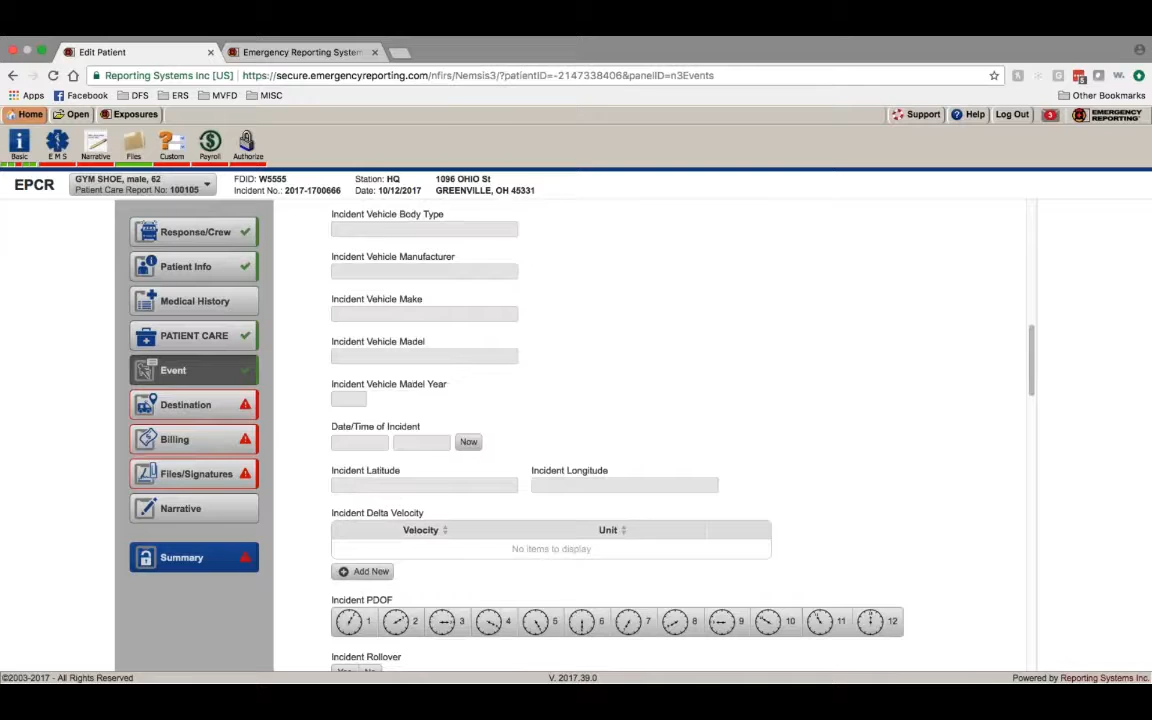 Edit Patient
Emergency Reporting System
Reporting Systems Inc [US]
https://secure.emergencyreporting.com/nfirs/Nemsis3/?patientID=-2147338406&panelID=n3Events
Apps
Facebook
DFS
ERS
MVFD
MISC
Other Bookmarks
Home
Open
Exposures
Support
Help
Log Out
EMERGENCY
REPORTING
Basic
EMS
Narrative
Files
Custom
Payroll
Authorize
EPCR
GYM SHOE, male, 62
Patient Care Report No: 100105
FDID: W5555
Incident No.: 2017-1700666
Station: HQ
Date: 10/12/2017
1096 OHIO St
GREENVILLE, OH 45331
Response/Crew
Patient Info
Medical History
PATIENT CARE
Event
Destination
Billing
Files/Signatures
Narrative
Summary
Incident Vehicle Body Type
Incident Vehicle Manufacturer
Incident Vehicle Make
Incident Vehicle Madel
Incident Vehicle Madel Year
Date/Time of Incident
Now
Incident Latitude
Incident Longitude
Incident Delta Velocity
Velocity
Unit
No items to display
Add New
Incident PDOF
1 2 3 4 5 6 7 8 9 10 11 12
Incident Rollover
©2003-2017 - All Rights Reserved
V. 2017.39.0
Powered by Reporting Systems Inc.